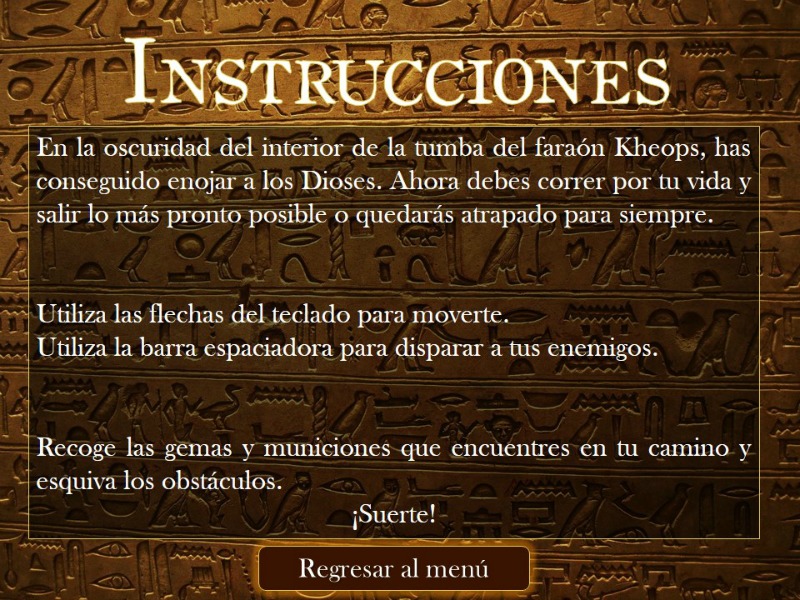 INSTRUCCIONES
En la oscuridad del interior de la tumba del faraón Kheops, has
conseguido enojar a los Dioses. Ahora debes correr por tu vida y
salir lo más pronto posible o quedarás atrapado para siempre.
Utiliza las flechas del teclado para moverte.
Utiliza la barra espaciadora para disparar a tus enemigos.
Recoge las gemas y municiones que encuentres en tu camino y
esquiva los obstáculos.
¡Suerte!
Regresar al menú